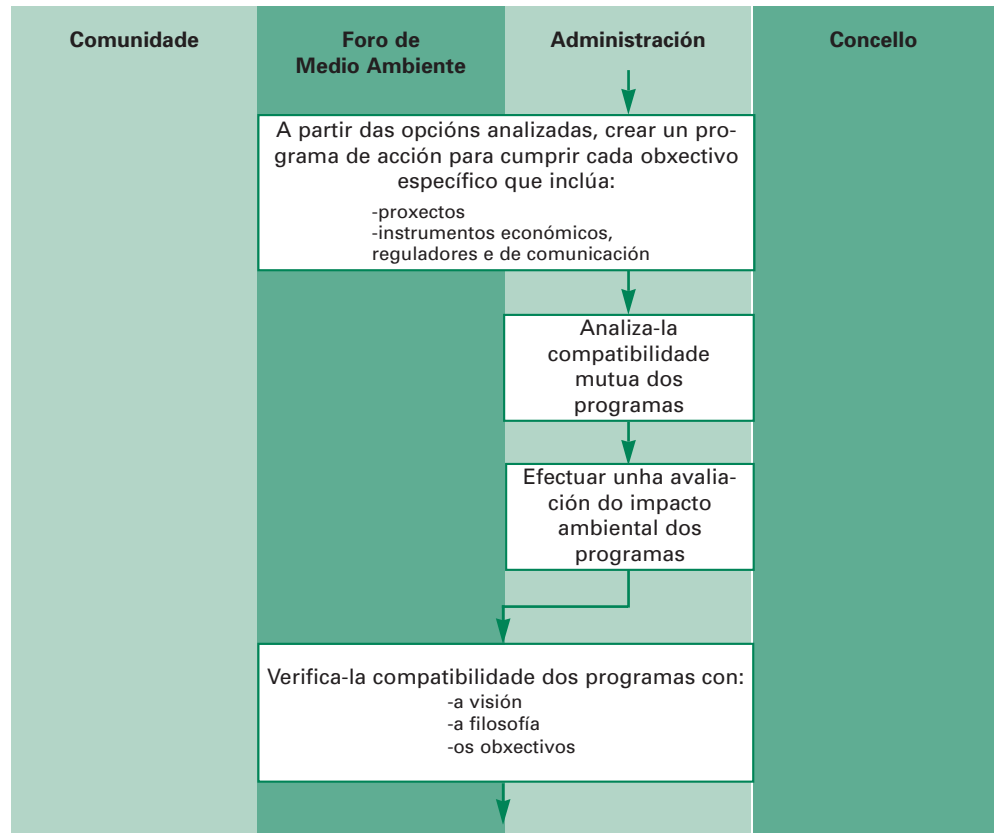 Comunidade
Foro de
Medio Ambiente
Administración
Concello
A partir das opcións analizadas, crear un pro-
grama de acción para cumprir cada obxectivo
específico que inclúa:
-proxectos
-instrumentos económicos,
reguladores e de comunicación
Analiza-la
compatibilidade
mutua dos
programas
Efectuar unha avalia-
ción do impacto
ambiental dos
programas
Verifica-la compatibilidade dos programas con:
-a visión
-a filosofía
-os obxectivos